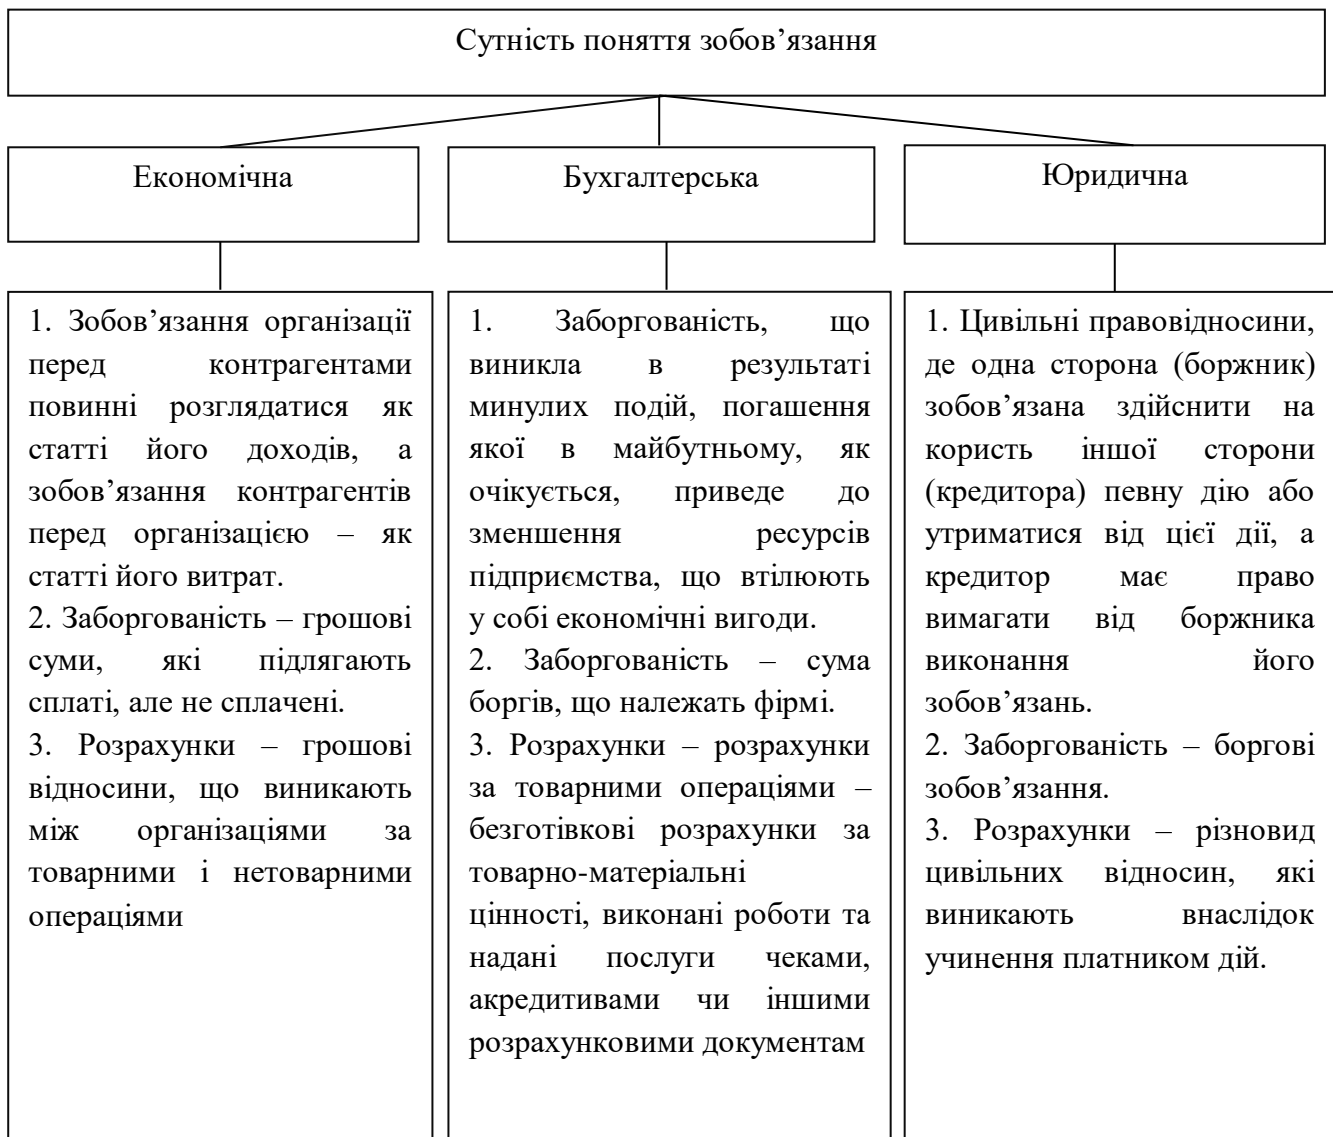 Сутність поняття зобов’язання
Економічна
Бухгалтерська
Юридична
1. Зобов’язання організації
перед контрагентами
повинні розглядатися як
статті його доходів, а
зобов’язання контрагентів
перед організацією – як
статті його витрат.
2. Заборгованість – грошові
суми, які підлягають
сплаті, але не сплачені.
3. Розрахунки – грошові
відносини, що виникають
між організаціями за
товарними і нетоварними
операціями
1. Заборгованість, що
виникла в результаті
минулих подій, погашення
якої в майбутньому, як
очікується, приведе до
зменшення ресурсів
підприємства, що втілюють
у собі економічні вигоди.
2. Заборгованість – сума
боргів, що належать фірмі.
3. Розрахунки – розрахунки
за товарними операціями –
безготівкові розрахунки за
товарно-матеріальні
цінності, виконані роботи та
надані послуги чеками,
акредитивами чи іншими
розрахунковими документам
1. Цивільні правовідносини,
де одна сторона (боржник)
зобов’язана здійснити на
користь іншої сторони
(кредитора) певну дію або
утриматися від цієї дії, а
кредитор має право
вимагати від боржника
виконання його
зобов’язань.
2. Заборгованість – боргові
зобов’язання.
3. Розрахунки – різновид
цивільних відносин, які
виникають внаслідок
учинення платником дій.